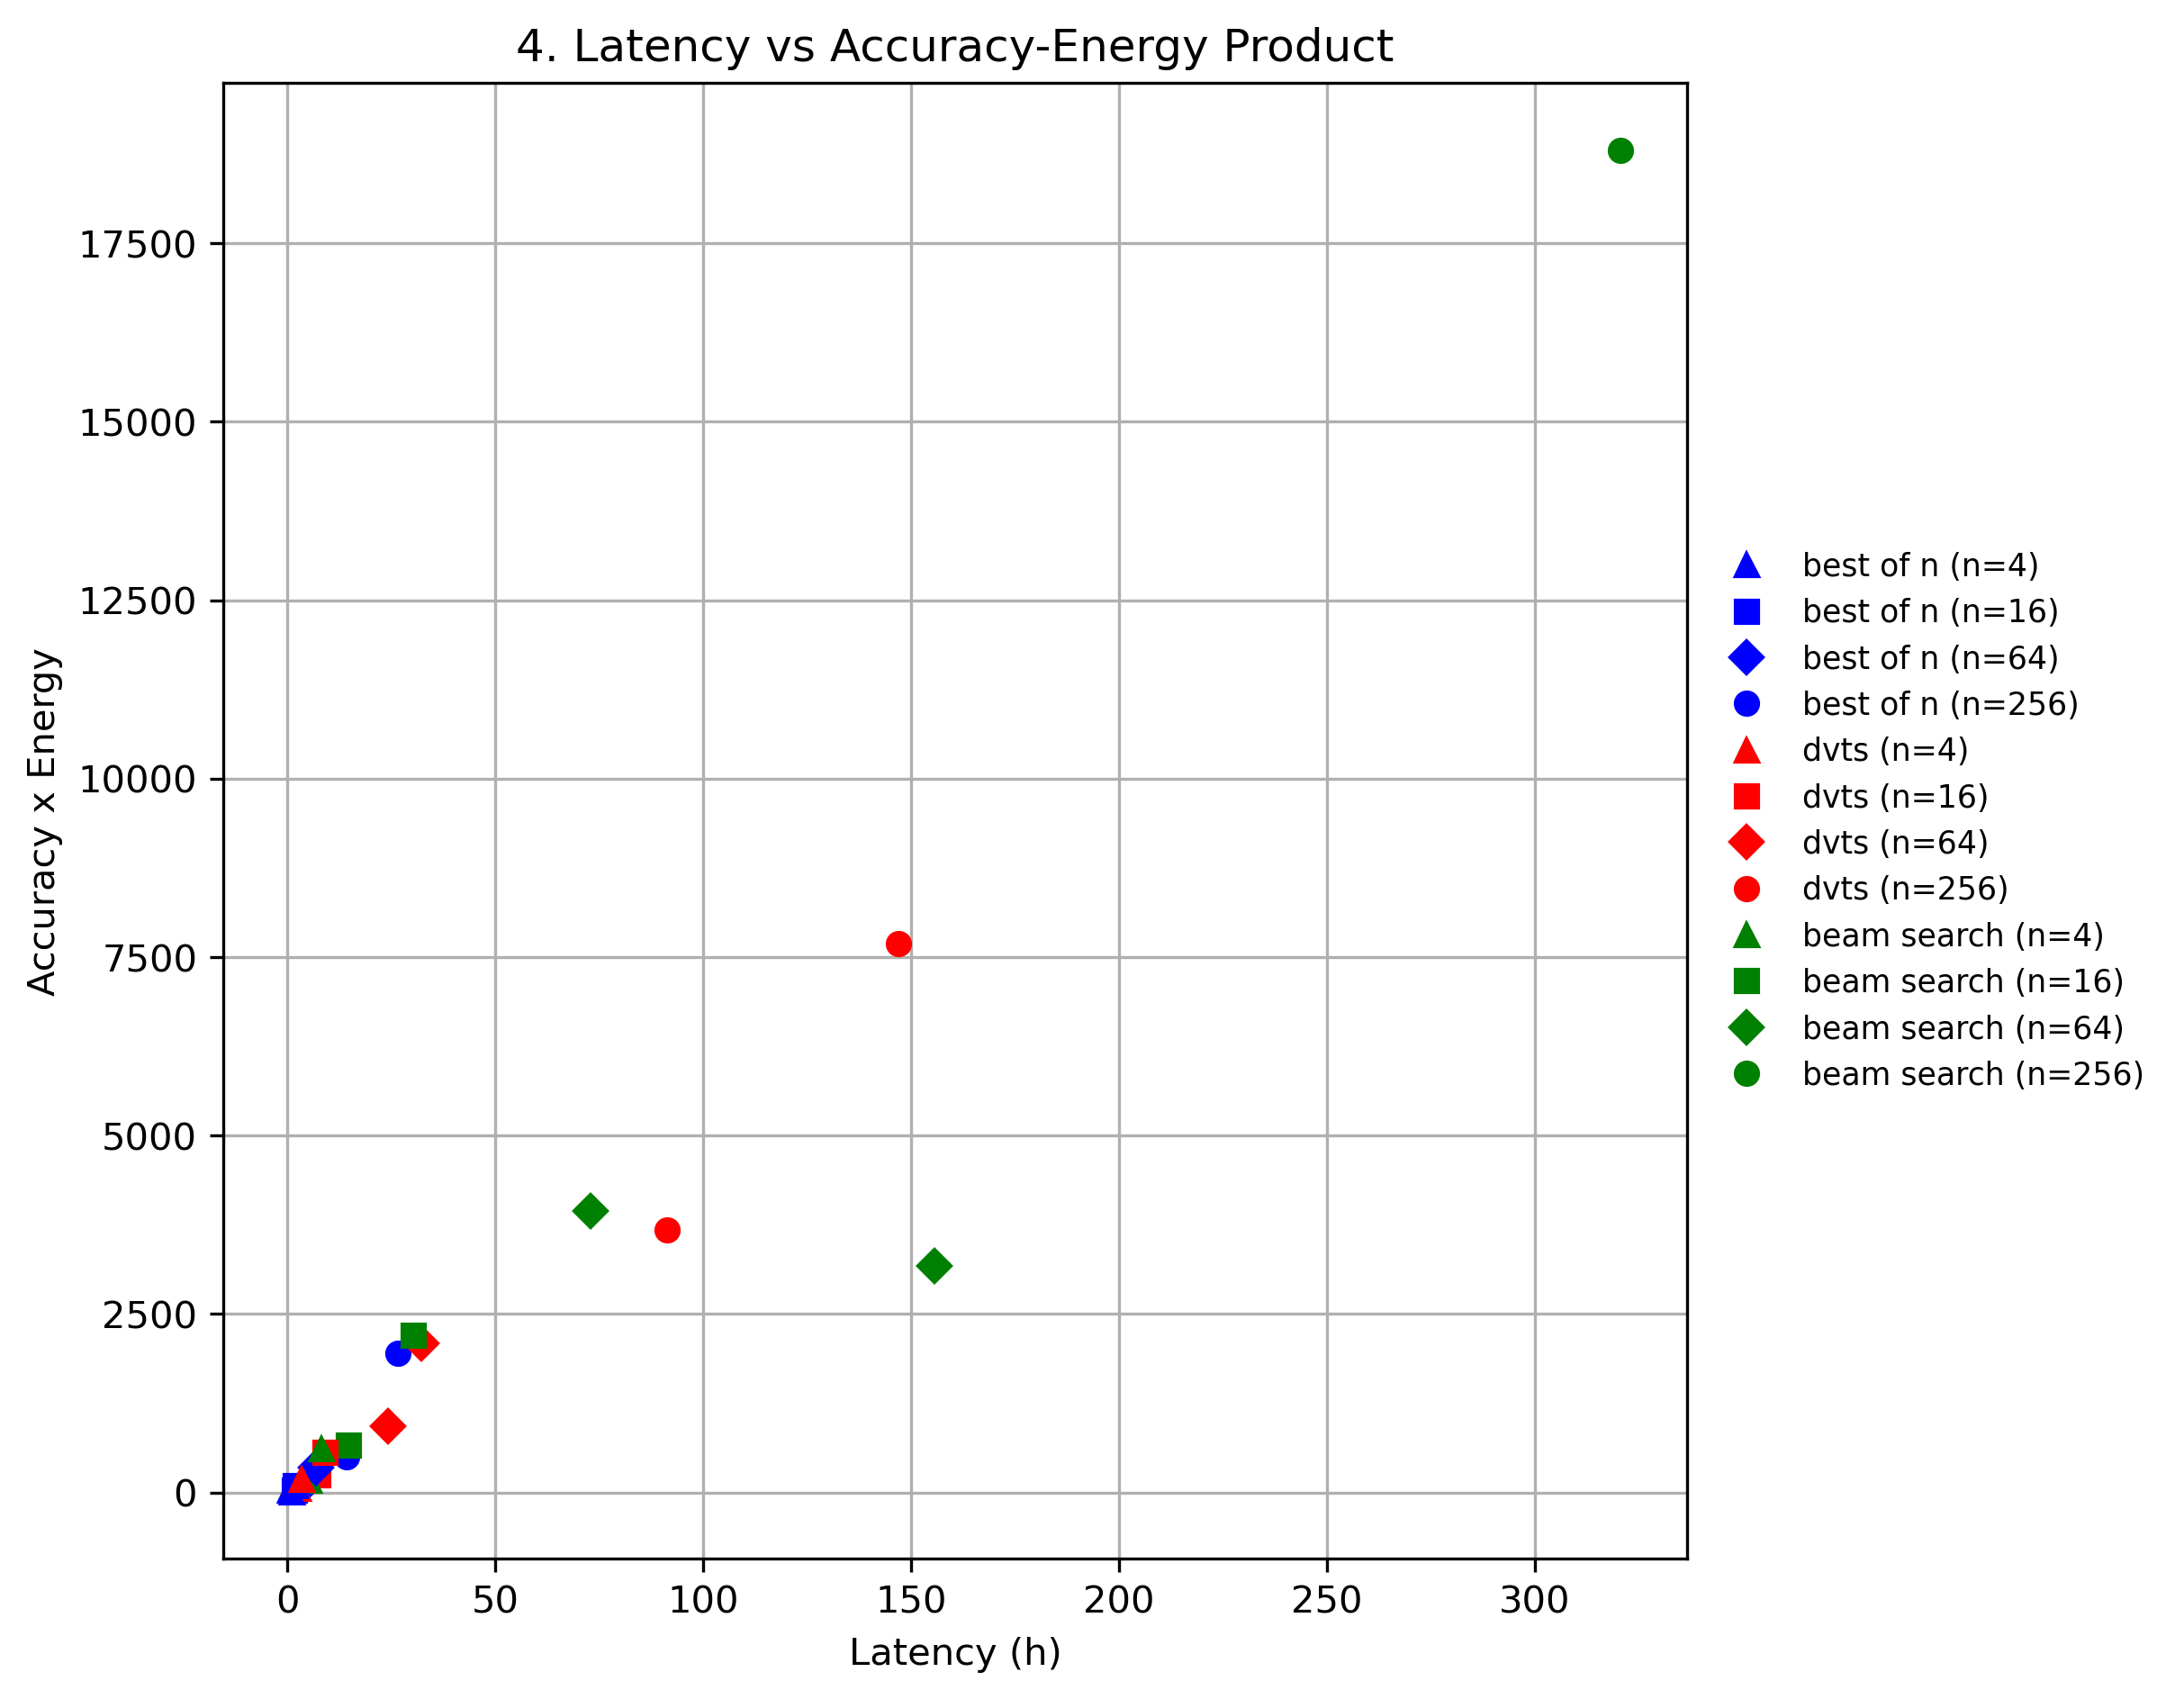 4. Latency vs Accuracy-Energy Product
Accuracy x Energy
17500
15000
12500
10000
7500
5000
2500
0
0 50 100 150 200 250 300
Latency (h)
best of n (n=4)
best of n (n=16)
best of n (n=64)
best of n (n=256)
dvts (n=4)
dvts (n=16)
dvts (n=64)
dvts (n=256)
beam search (n=4)
beam search (n=16)
beam search (n=64)
beam search (n=256)